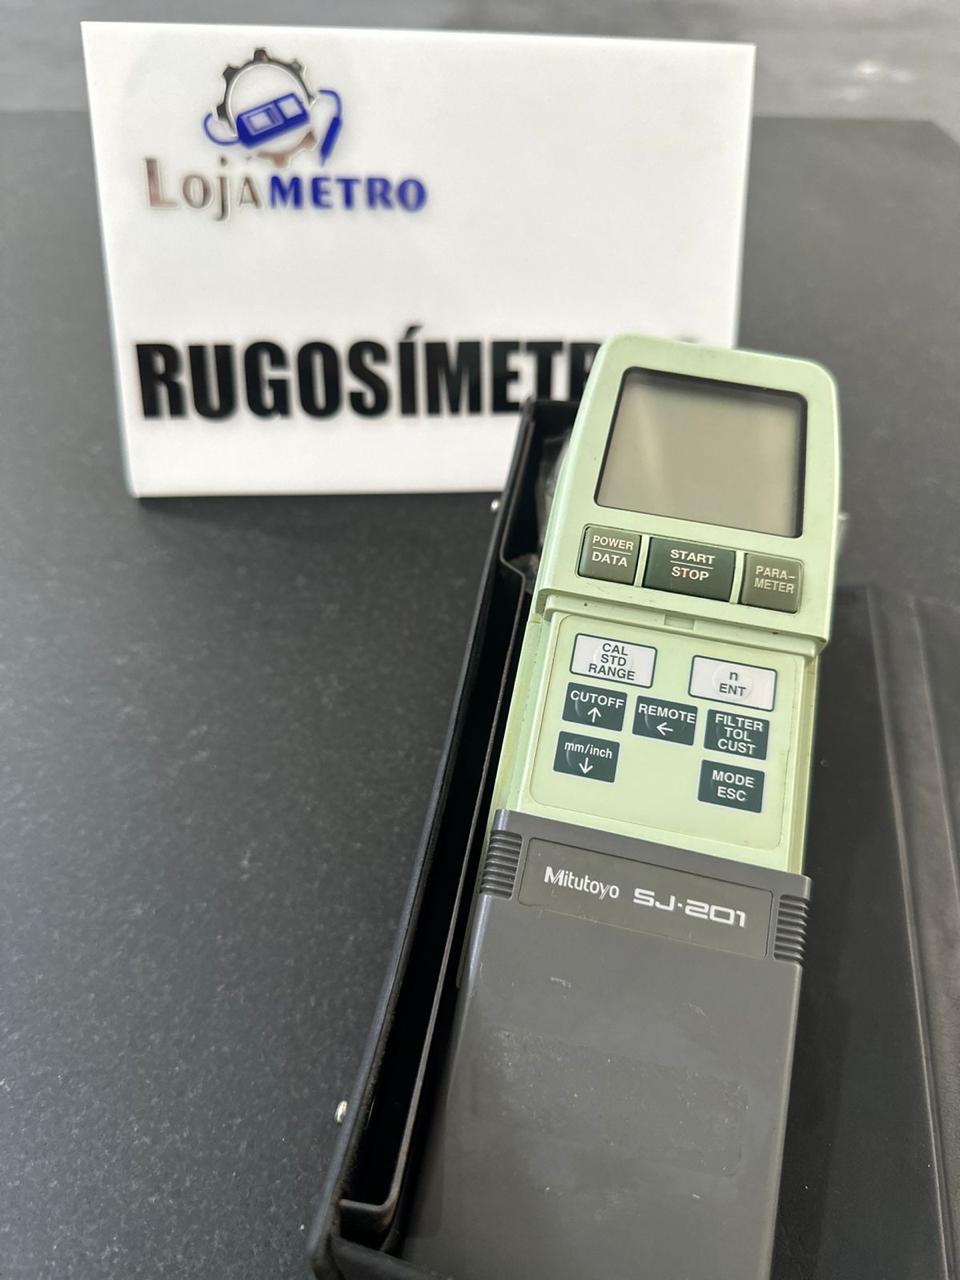 LojaMETRO
RUGOSÍMETR
POWER
DATA
START
STOP
PARA-
METER
CAL
STD
RANGE
n
ENT
CUTOFF
↑
REMOTE
←
FILTER
TOL
CUST
mm/inch
↓
MODE
ESC
Mitutoyo SJ-201